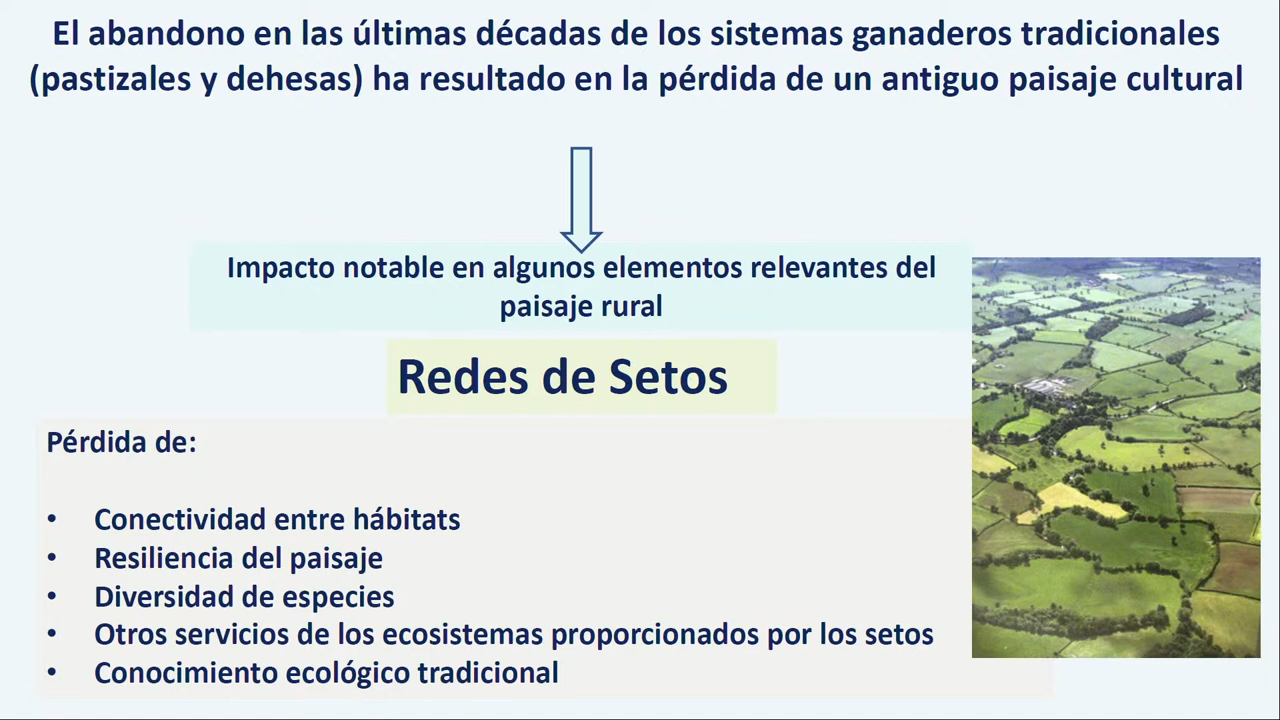 El abandono en las últimas décadas de los sistemas ganaderos tradicionales
(pastizales y dehesas) ha resultado en la pérdida de un antiguo paisaje cultural
Impacto notable en algunos elementos relevantes del
paisaje rural
Redes de Setos
Pérdida de:
• Conectividad entre hábitats
• Resiliencia del paisaje
• Diversidad de especies
• Otros servicios de los ecosistemas proporcionados por los setos
• Conocimiento ecológico tradicional